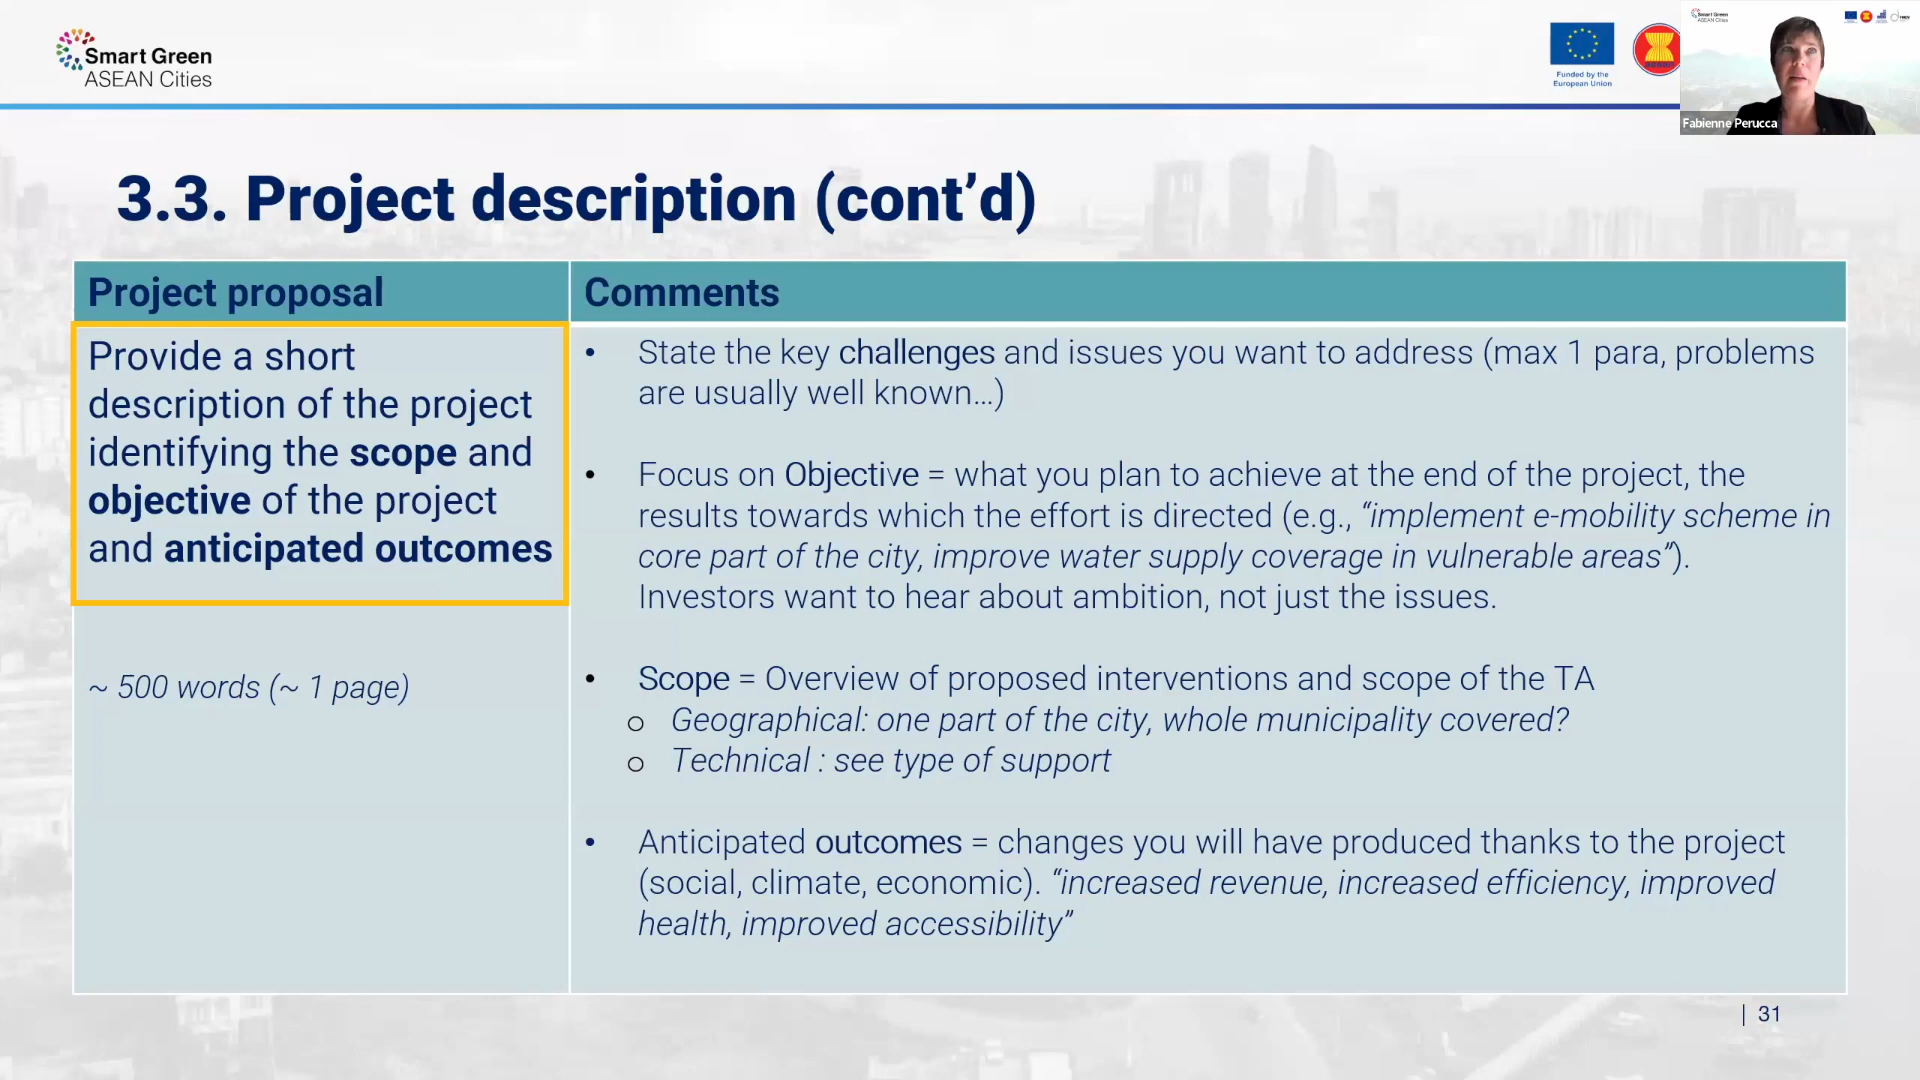 Smart Green
ASEAN Cities
Funded by the
European Union
Smart Green
ASEAN Cities
Fabienne Perucca
3.3. Project description (cont’d)
Project proposal
Comments
Provide a short
description of the project
identifying the scope and
objective of the project
and anticipated outcomes
~ 500 words (~ 1 page)
• State the key challenges and issues you want to address (max 1 para, problems
are usually well known…)
• Focus on Objective = what you plan to achieve at the end of the project, the
results towards which the effort is directed (e.g., “implement e-mobility scheme in
core part of the city, improve water supply coverage in vulnerable areas”).
Investors want to hear about ambition, not just the issues.
• Scope = Overview of proposed interventions and scope of the TA
o Geographical: one part of the city, whole municipality covered?
o Technical : see type of support
• Anticipated outcomes = changes you will have produced thanks to the project
(social, climate, economic). “increased revenue, increased efficiency, improved
health, improved accessibility”
| 31